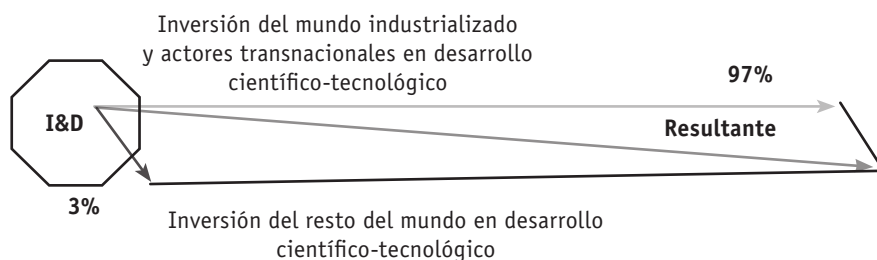 Inversión del mundo industrializado
y actores transnacionales en desarrollo
científico-tecnológico
97%
I&D
Resultante
3%
Inversión del resto del mundo en desarrollo
científico-tecnológico